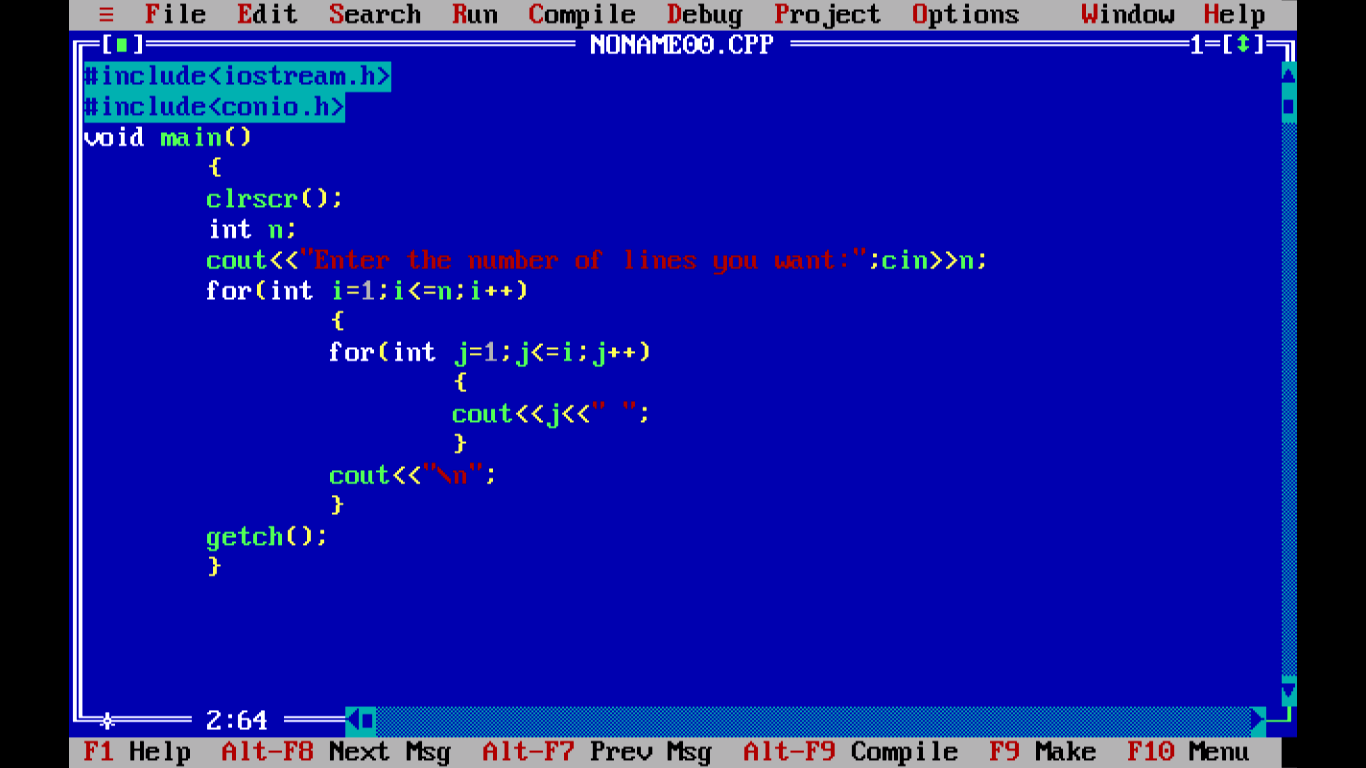 ≡ File Edit Search Run Compile Debug Project Options Window Help
[■] NONAME00.CPP 1=[↕]
#include<iostream.h>
#include<conio.h>
void main()
{
clrscr();
int n;
cout<<"Enter the number of lines you want:";cin>>n;
for(int i=1;i<=n;i++)
{
for(int j=1;j<=i;j++)
{
cout<<j<<" ";
}
cout<<"\n";
}
getch();
}
2:64
F1 Help Alt-F8 Next Msg Alt-F7 Prev Msg Alt-F9 Compile F9 Make F10 Menu